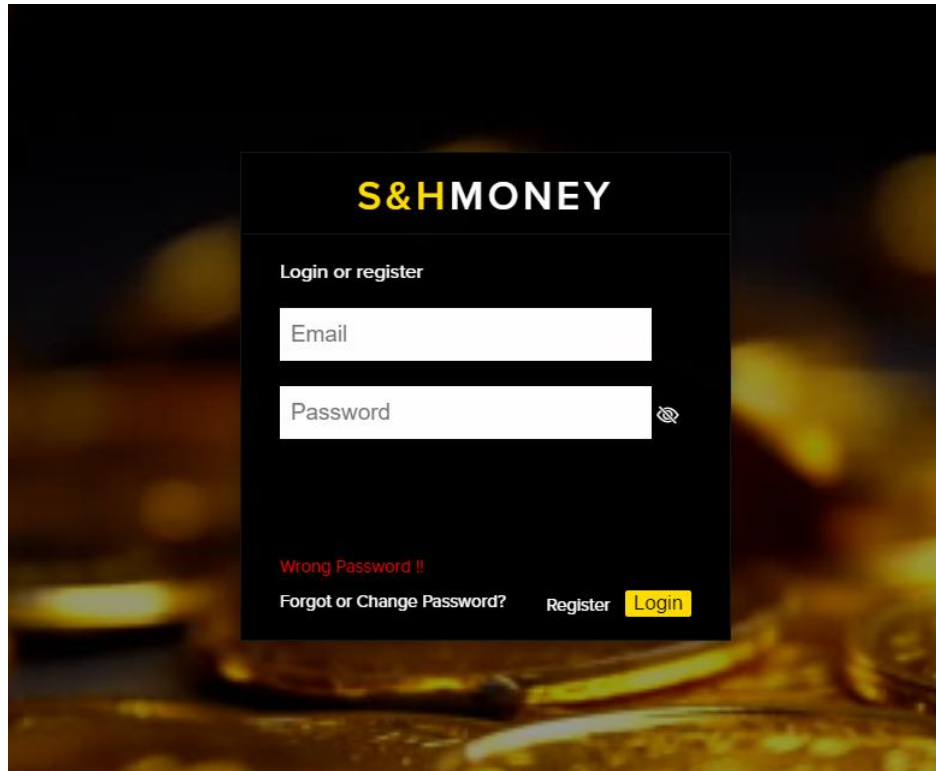 S&HMONEY
Login or register
Email
Password
Wrong Password !!
Forgot or Change Password? Register Login